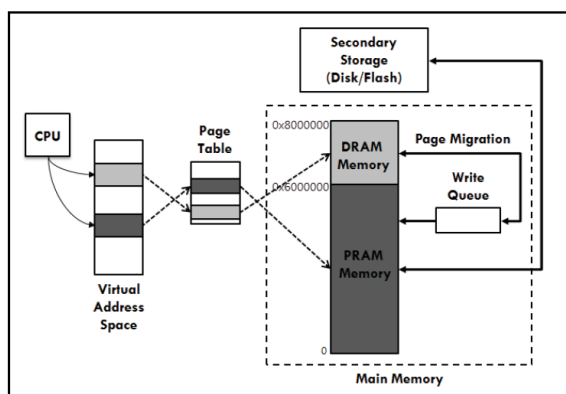 Secondary
Storage
(Disk/Flash)
CPU
Page
Table
0x8000000
DRAM
Memory
Page Migration
0x6000000
Write
Queue
PRAM
Memory
Virtual
Address
Space
0
Main Memory